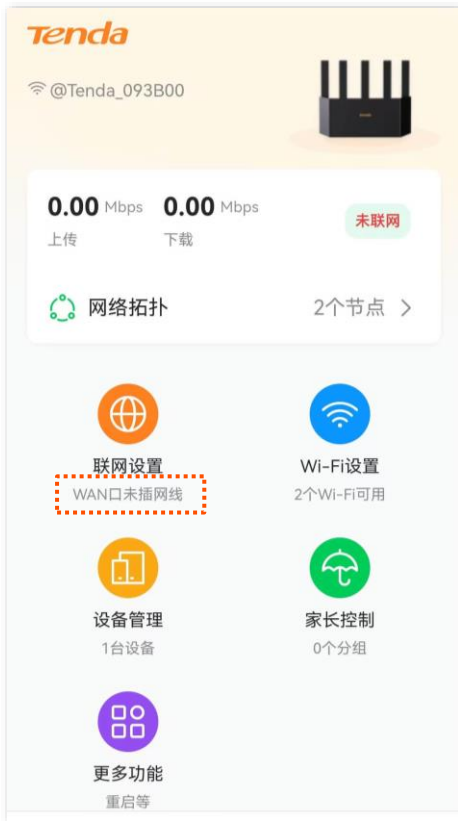 Tenda
@Tenda_093B00
0.00 Mbps 0.00 Mbps
上传 下载
未联网
网络拓扑 2个节点
联网设置 Wi-Fi设置
WAN口未插网线 2个Wi-Fi可用
设备管理 家长控制
1台设备 0个分组
更多功能
重启等